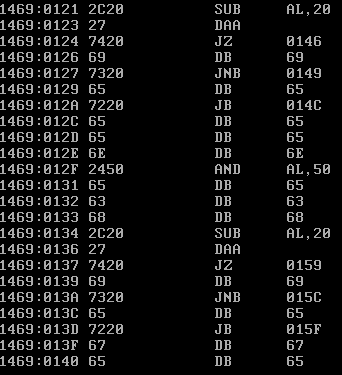 1469:0121 2C20 SUB AL,20
1469:0123 27 DAA
1469:0124 7420 JZ 0146
1469:0126 69 DB 69
1469:0127 7320 JNB 0149
1469:0129 65 DB 65
1469:012A 7220 JB 014C
1469:012C 65 DB 65
1469:012D 65 DB 65
1469:012E 6E DB 6E
1469:012F 2450 AND AL,50
1469:0131 65 DB 65
1469:0132 63 DB 63
1469:0133 68 DB 68
1469:0134 2C20 SUB AL,20
1469:0136 27 DAA
1469:0137 7420 JZ 0159
1469:0139 69 DB 69
1469:013A 7320 JNB 015C
1469:013C 65 DB 65
1469:013D 7220 JB 015F
1469:013F 67 DB 67
1469:0140 65 DB 65